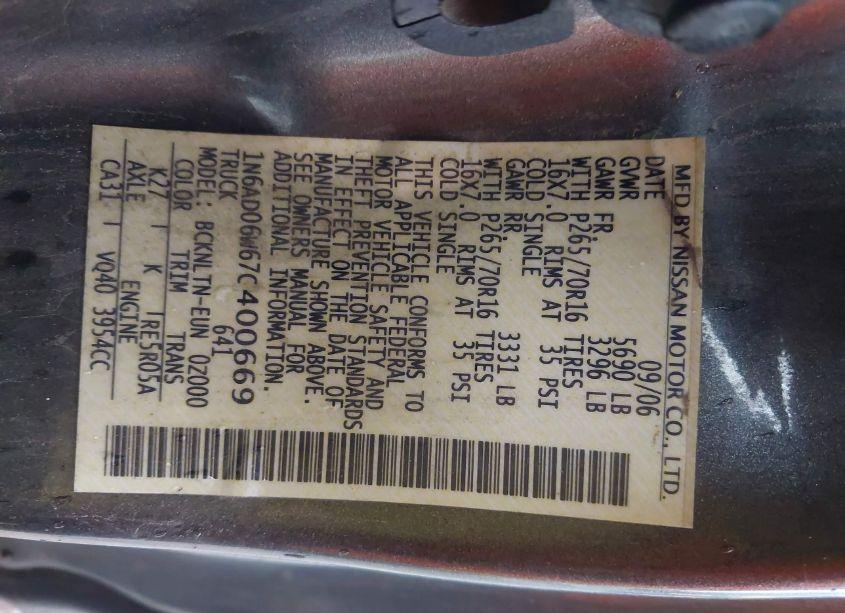 MFD BY NISSAN MOTOR CO., LTD.
DATE 09/06
GVWR 5690 LB
GAWR FR. 3296 LB
WITH P265/70R16 TIRES
16X7.0 RIMS AT 35 PSI
COLD SINGLE
GAWR RR. 3331 LB
WITH P265/70R16 TIRES
16X7.0 RIMS AT 35 PSI
COLD SINGLE
THIS VEHICLE CONFORMS TO
ALL APPLICABLE FEDERAL
MOTOR VEHICLE SAFETY AND
THEFT PREVENTION STANDARDS
IN EFFECT ON THE DATE OF
MANUFACTURE SHOWN ABOVE.
SEE OWNERS MANUAL FOR
ADDITIONAL INFORMATION.
1N6AD06W67C400669
TRUCK 641
MODEL: BCKNLTN-EUN 0Z000
COLOR TRIM TRANS
K27 | K 1RE5R05A
AXLE ENGINE
CA31 | VQ40 3954CC